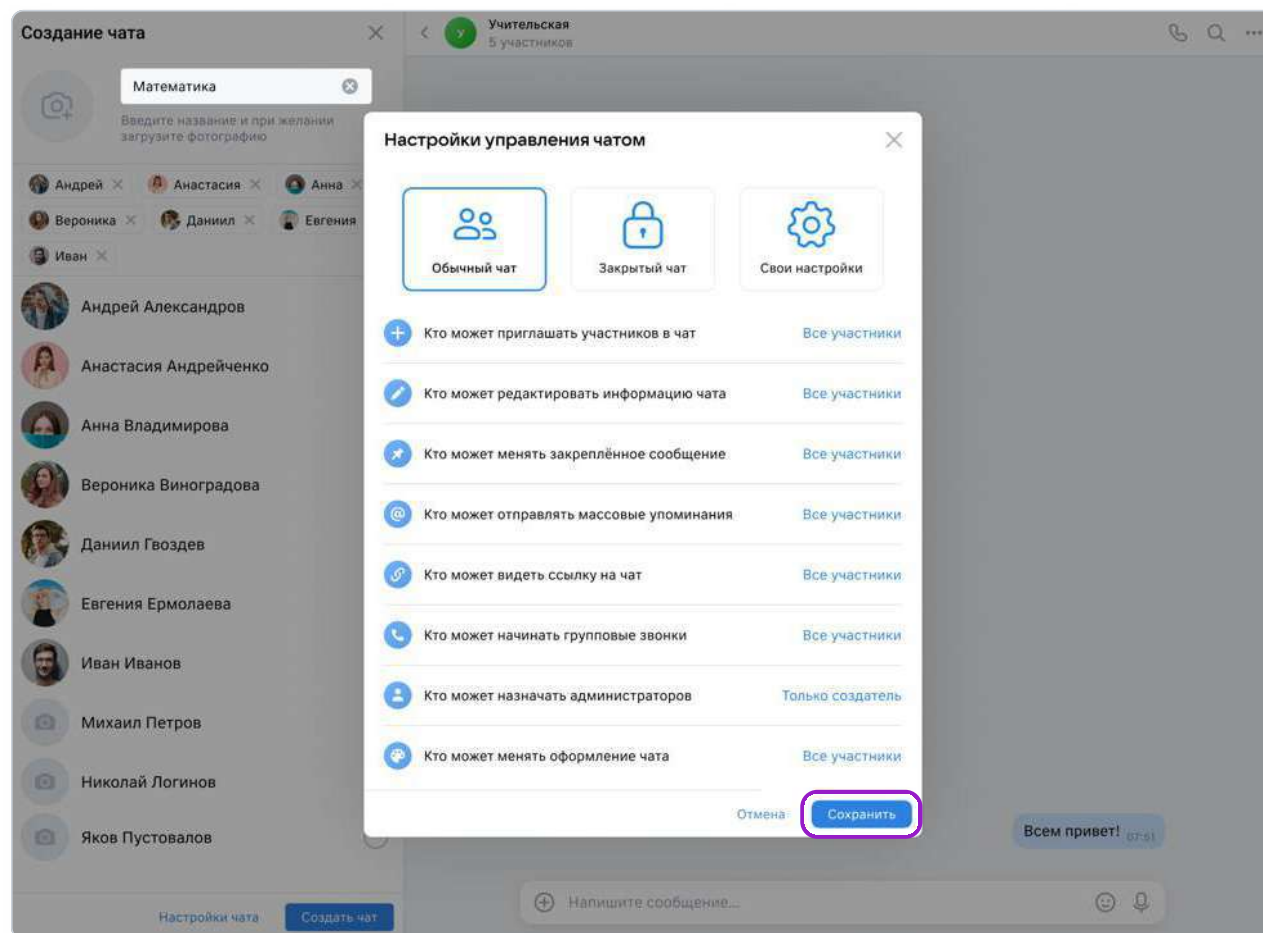 Создание чата
Математика
Введите название и при желании
загрузите фотографию
Андрей
Анастасия
Анна
Вероника
Даниил
Евгения
Иван
Андрей Александров
Анастасия Андрейченко
Анна Владимирова
Вероника Виноградова
Даниил Гвоздев
Евгения Ермолаева
Иван Иванов
Михаил Петров
Николай Логинов
Яков Пустовалов
Настройки чата
Создать чат
У
Учительская
5 участников
Настройки управления чатом
Обычный чат
Закрытый чат
Свои настройки
Кто может приглашать участников в чат Все участники
Кто может редактировать информацию чата Все участники
Кто может менять закреплённое сообщение Все участники
Кто может отправлять массовые упоминания Все участники
Кто может видеть ссылку на чат Все участники
Кто может начинать групповые звонки Все участники
Кто может назначать администраторов Только создатель
Кто может менять оформление чата Все участники
Отмена
Сохранить
Всем привет!
Напишите сообщение...